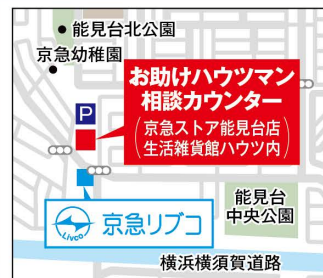 能見台北公園
京急幼稚園
お助けハウツマン
相談カウンター
(京急ストア能見台店
生活雑貨館ハウツ内)
P
能見台
中央公園
Livco 京急リブコ
横浜横須賀道路